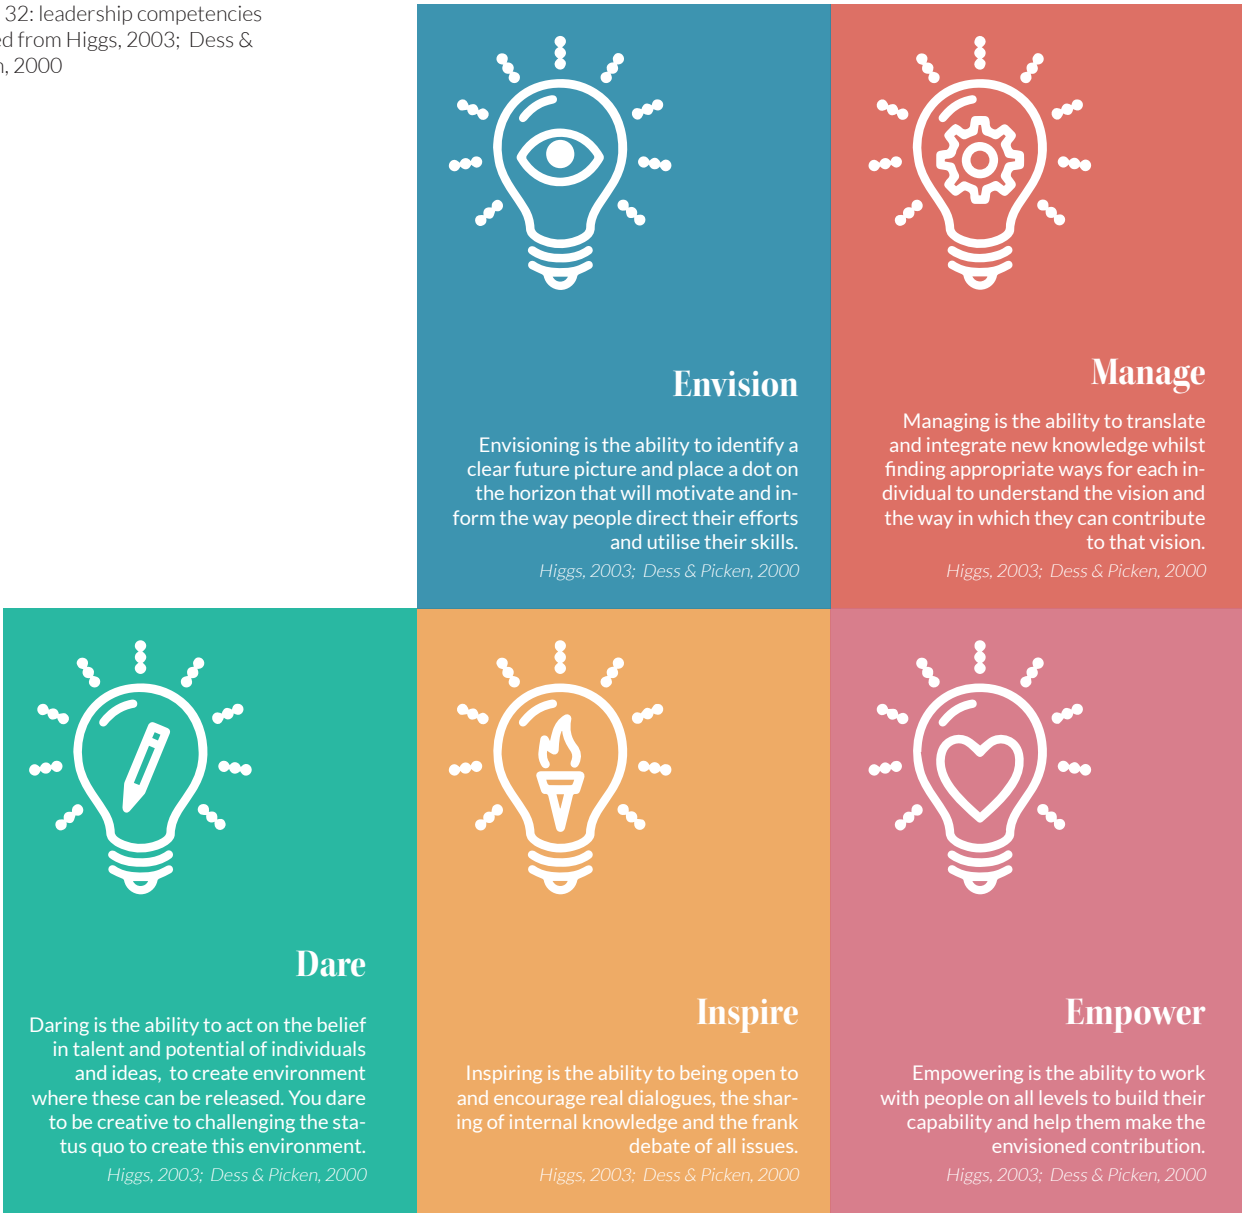 32: leadership competencies
from Higgs, 2003; Dess &
2000
Envision
Envisioning is the ability to identify a
clear future picture and place a dot on
the horizon that will motivate and in-
form the way people direct their efforts
and utilise their skills.
Higgs, 2003; Dess & Picken, 2000
Manage
Managing is the ability to translate
and integrate new knowledge whilst
finding appropriate ways for each in-
dividual to understand the vision and
the way in which they can contribute
to that vision.
Higgs, 2003; Dess & Picken, 2000
Dare
Daring is the ability to act on the belief
in talent and potential of individuals
and ideas, to create environment
where these can be released. You dare
to be creative to challenging the sta-
tus quo to create this environment.
Higgs, 2003; Dess & Picken, 2000
Inspire
Inspiring is the ability to being open to
and encourage real dialogues, the shar-
ing of internal knowledge and the frank
debate of all issues.
Higgs, 2003; Dess & Picken, 2000
Empower
Empowering is the ability to work
with people on all levels to build their
capability and help them make the
envisioned contribution.
Higgs, 2003; Dess & Picken, 2000